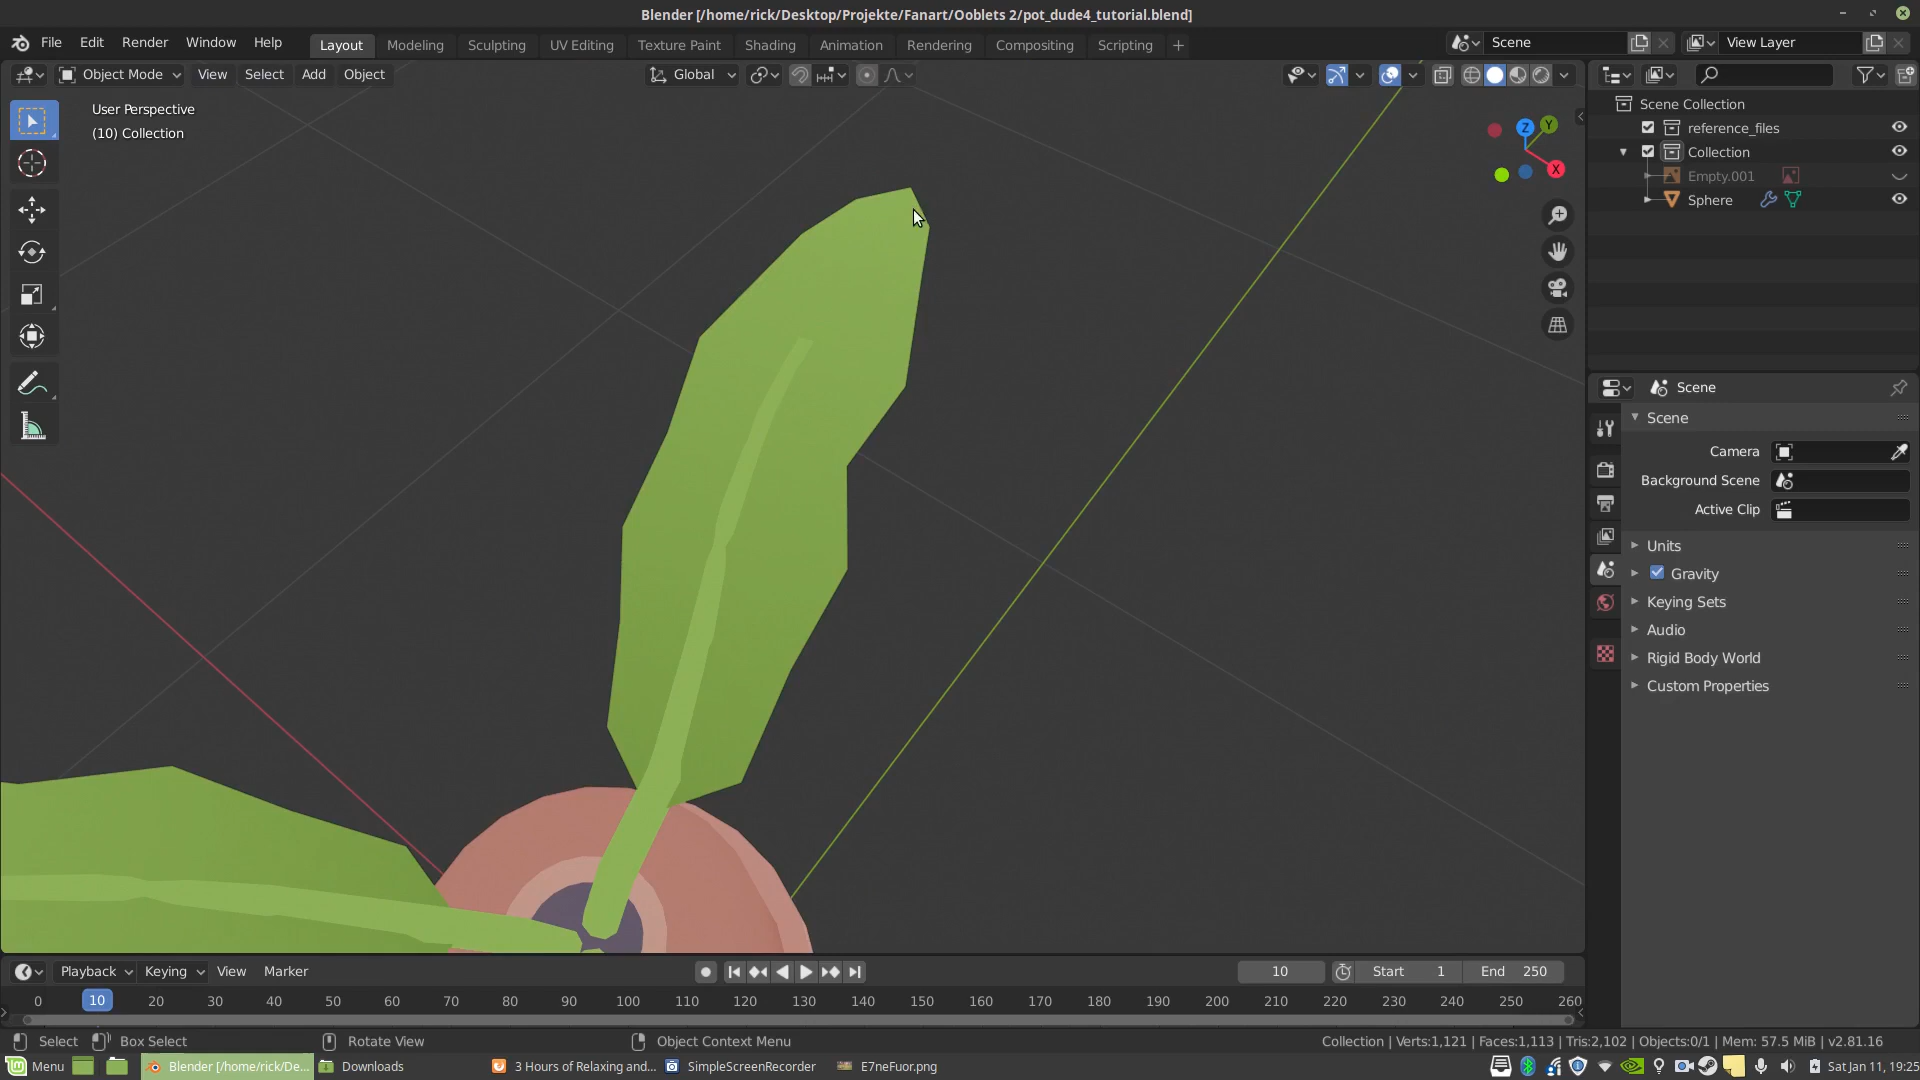 Blender [/home/rick/Desktop/Projekte/Fanart/Ooblets 2/pot_dude4_tutorial.blend]
File Edit Render Window Help Layout Modeling Sculpting UV Editing Texture Paint Shading Animation Rendering Compositing Scripting + Scene View Layer
Object Mode View Select Add Object Global
User Perspective
(10) Collection
Z Y X
Scene Collection
reference_files
Collection
Empty.001
Sphere
Scene
Scene
Camera
Background Scene
Active Clip
Units
Gravity
Keying Sets
Audio
Rigid Body World
Custom Properties
Playback Keying View Marker 10 Start 1 End 250
0 10 20 30 40 50 60 70 80 90 100 110 120 130 140 150 160 170 180 190 200 210 220 230 240 250 260
Select Box Select Rotate View Object Context Menu Collection | Verts:1,121 | Faces:1,113 | Tris:2,102 | Objects:0/1 | Mem: 57.5 MiB | v2.81.16
Menu Blender [/home/rick/De... Downloads 3 Hours of Relaxing and... SimpleScreenRecorder E7neFuor.png Sat Jan 11, 19:25